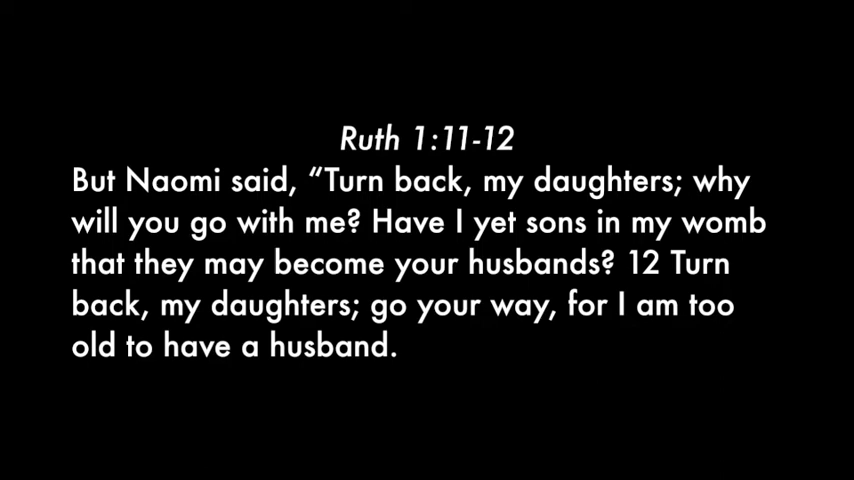 Ruth 1:11-12
But Naomi said, “Turn back, my daughters; why
will you go with me? Have I yet sons in my womb
that they may become your husbands? 12 Turn
back, my daughters; go your way, for I am too
old to have a husband.